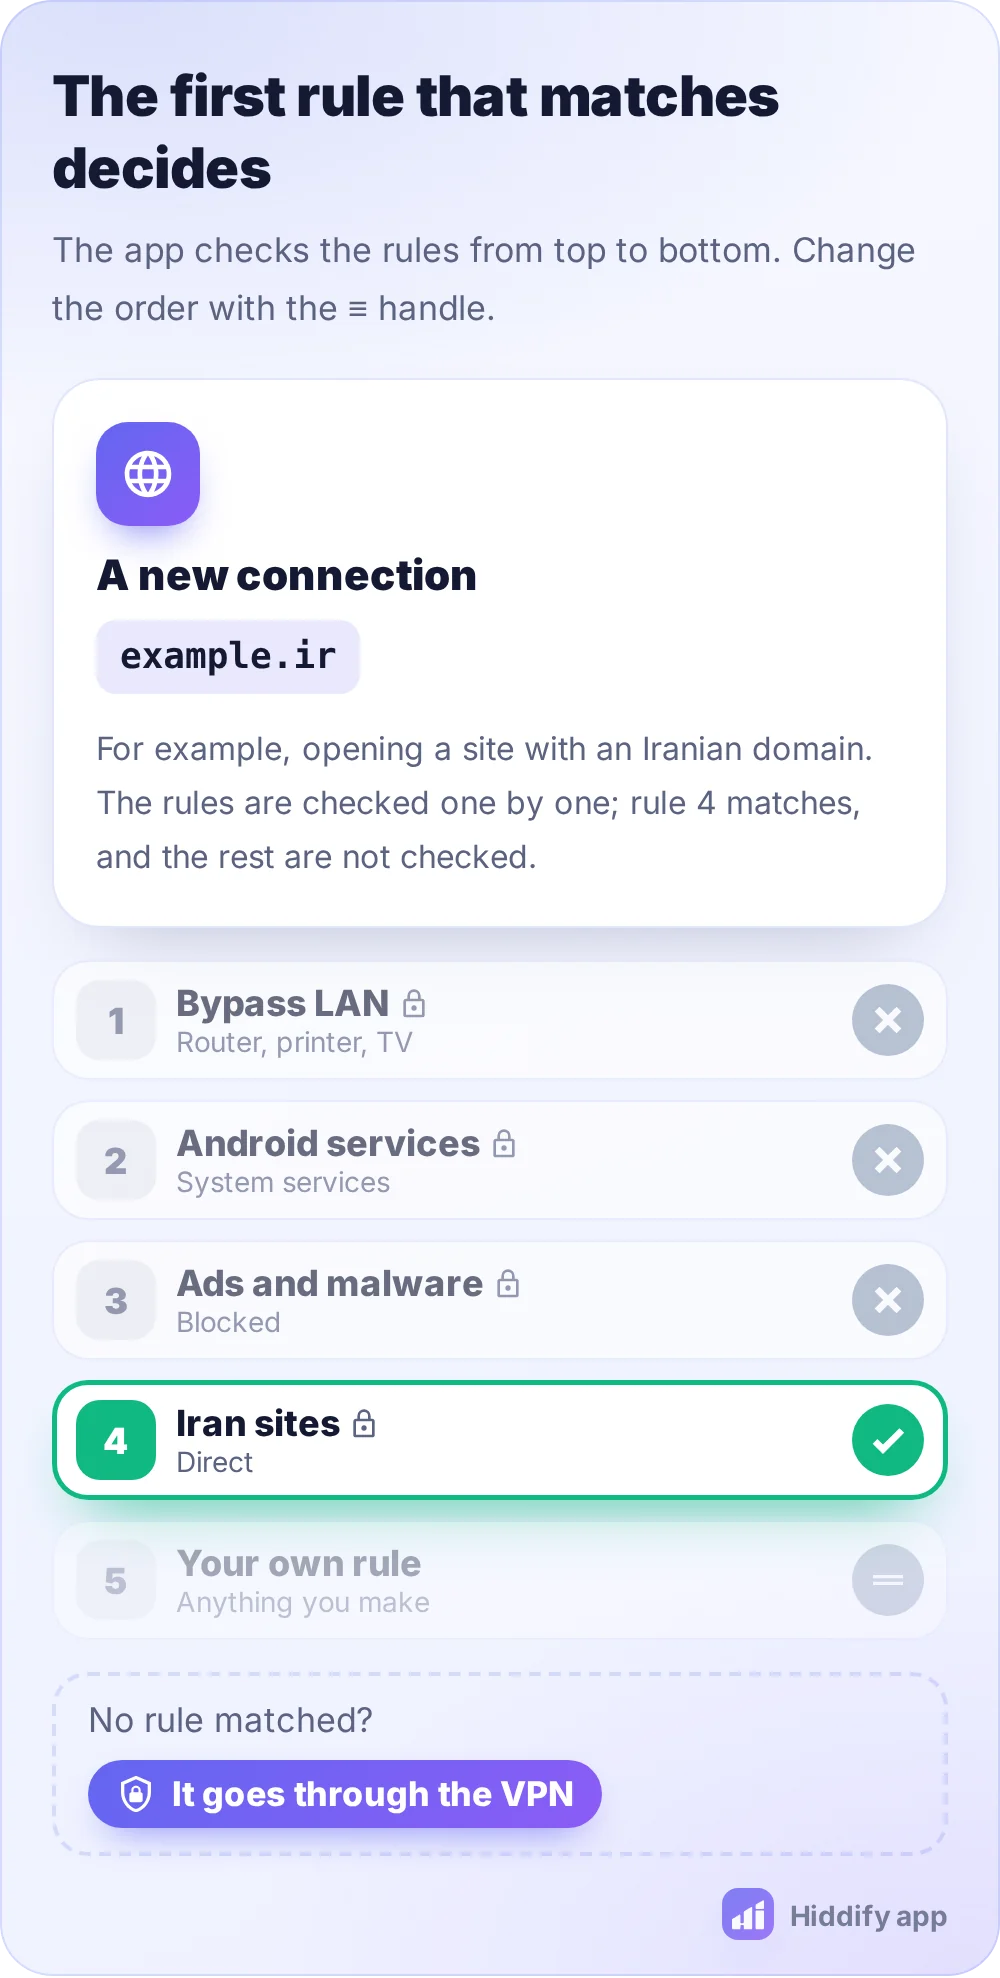 The first rule that matches
decides
The app checks the rules from top to bottom. Change
the order with the ≡ handle.
A new connection
example.ir
For example, opening a site with an Iranian domain.
The rules are checked one by one; rule 4 matches,
and the rest are not checked.
1
Bypass LAN
Router, printer, TV
2
Android services
System services
3
Ads and malware
Blocked
4
Iran sites
Direct
5
Your own rule
Anything you make
No rule matched?
It goes through the VPN
Hiddify app